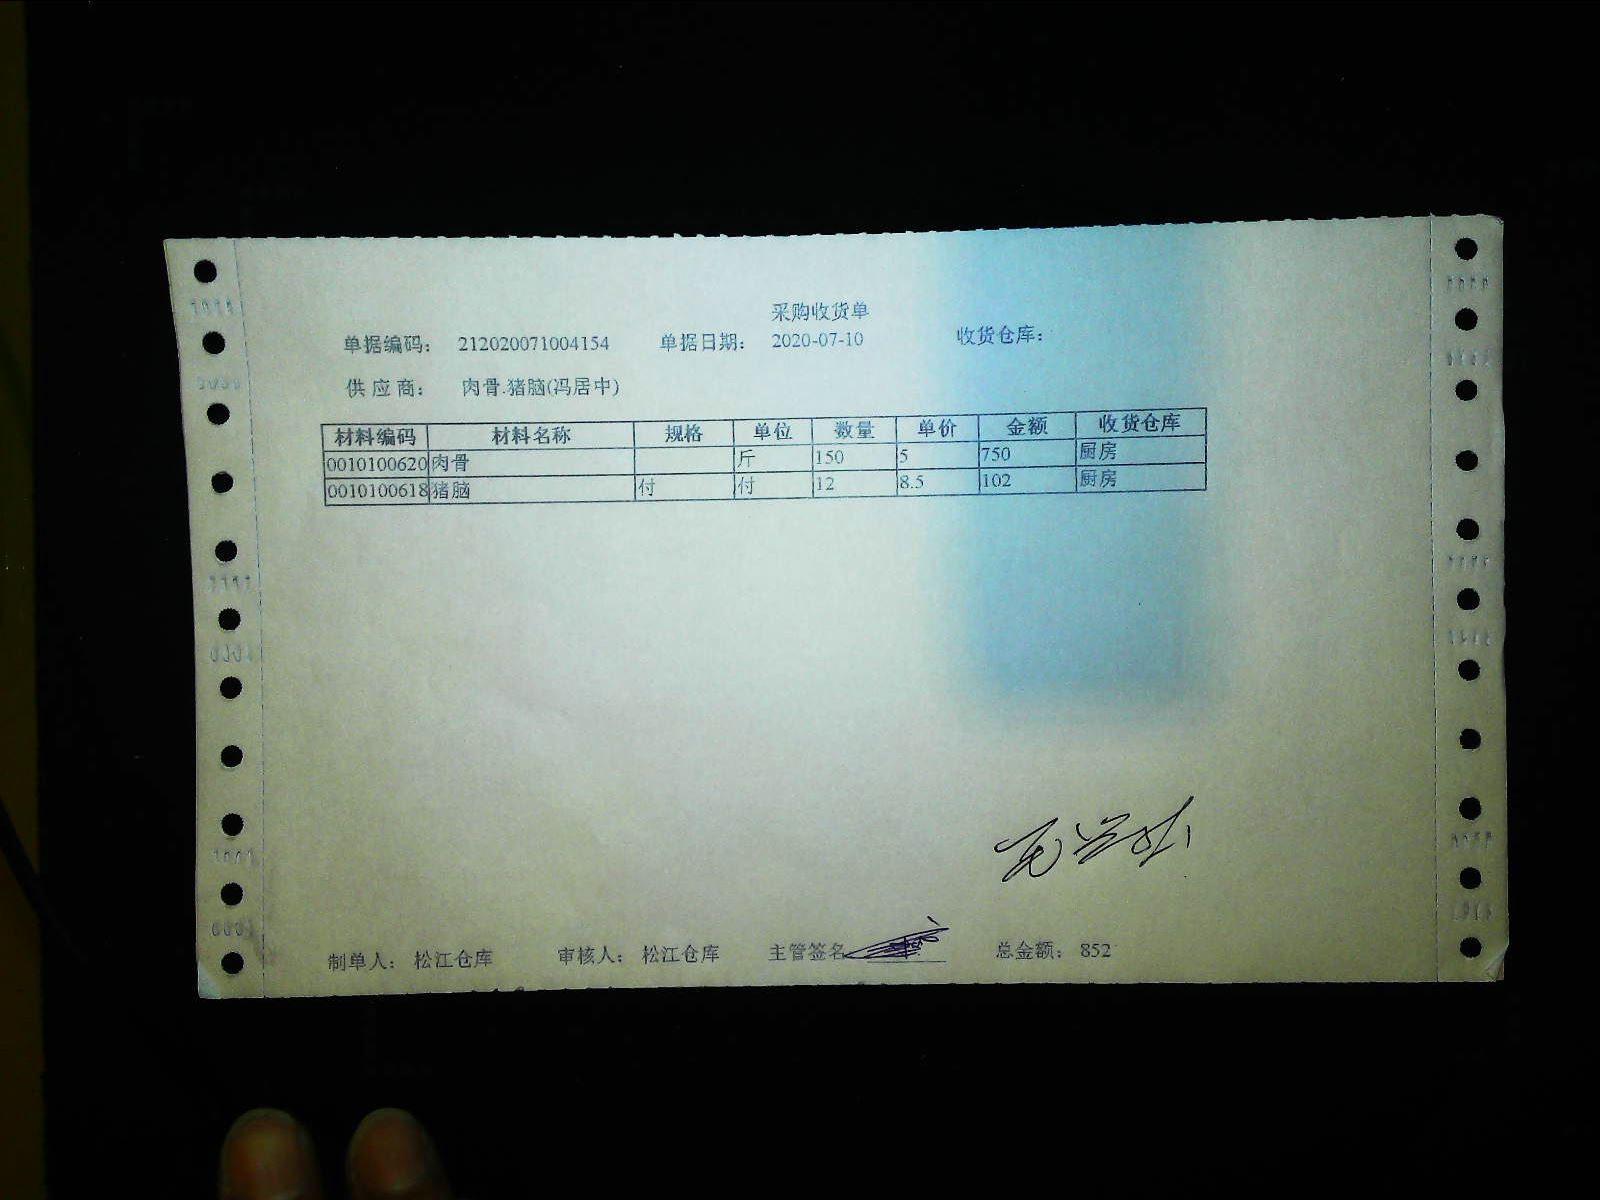 采购收货单
单据编码： 212020071004154 单据日期： 2020-07-10 收货仓库：
供 应 商： 肉骨.猪脑(冯居中)
材料编码 材料名称 规格 单位 数量 单价 金额 收货仓库
0010100620 肉骨 斤 150 5 750 厨房
0010100618 猪脑 付 付 12 8.5 102 厨房
制单人： 松江仓库 审核人： 松江仓库 主管签名 总金额： 852